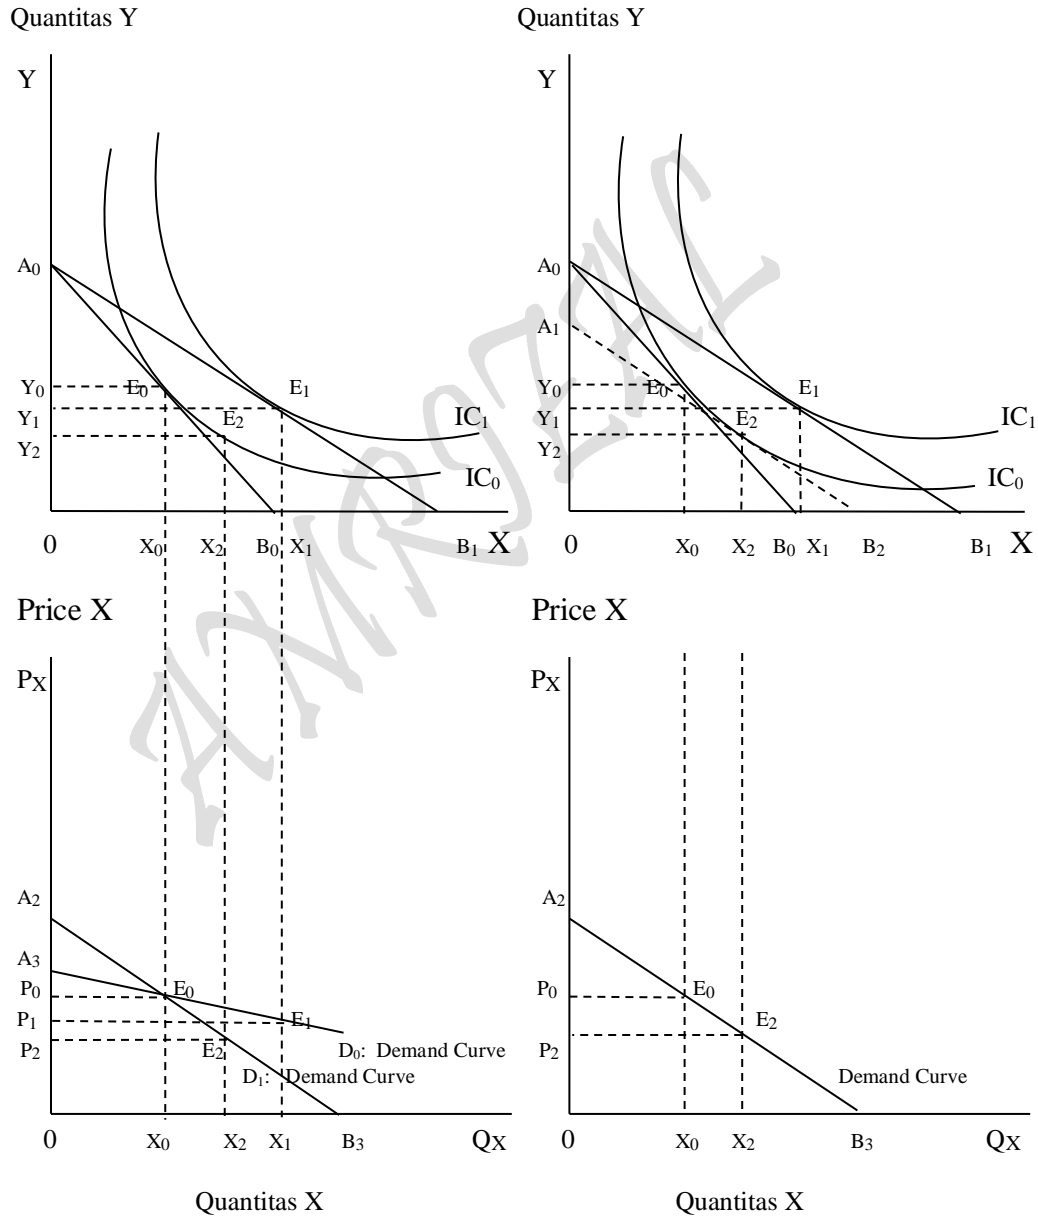 Quantitas Y
Quantitas Y
Y
Y
A0
A0
A1
Y0
E0
E1
Y0
E0
E1
Y1
E2
IC1
Y1
E2
IC1
Y2
IC0
Y2
IC0
0 X0 X2 B0 X1 B1 X
0 X0 X2 B0 X1 B2 B1 X
Price X
Price X
PX
PX
AMRIZAL
A2
A2
A3
P0
E0
P0
E0
P1
E1
E2
P2
E2
P2
D0: Demand Curve
D1: Demand Curve
Demand Curve
0 X0 X2 X1 B3 QX
0 X0 X2 B3 QX
Quantitas X
Quantitas X